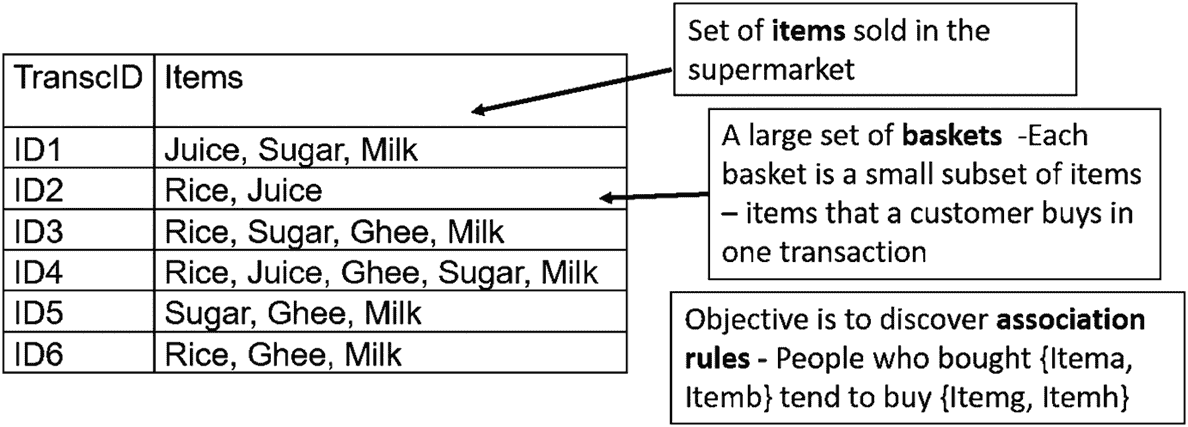 TranscID Items
ID1 Juice, Sugar, Milk
ID2 Rice, Juice
ID3 Rice, Sugar, Ghee, Milk
ID4 Rice, Juice, Ghee, Sugar, Milk
ID5 Sugar, Ghee, Milk
ID6 Rice, Ghee, Milk
Set of items sold in the
supermarket
A large set of baskets -Each
basket is a small subset of items
– items that a customer buys in
one transaction
Objective is to discover association
rules - People who bought {Itema,
Itemb} tend to buy {Itemg, Itemh}